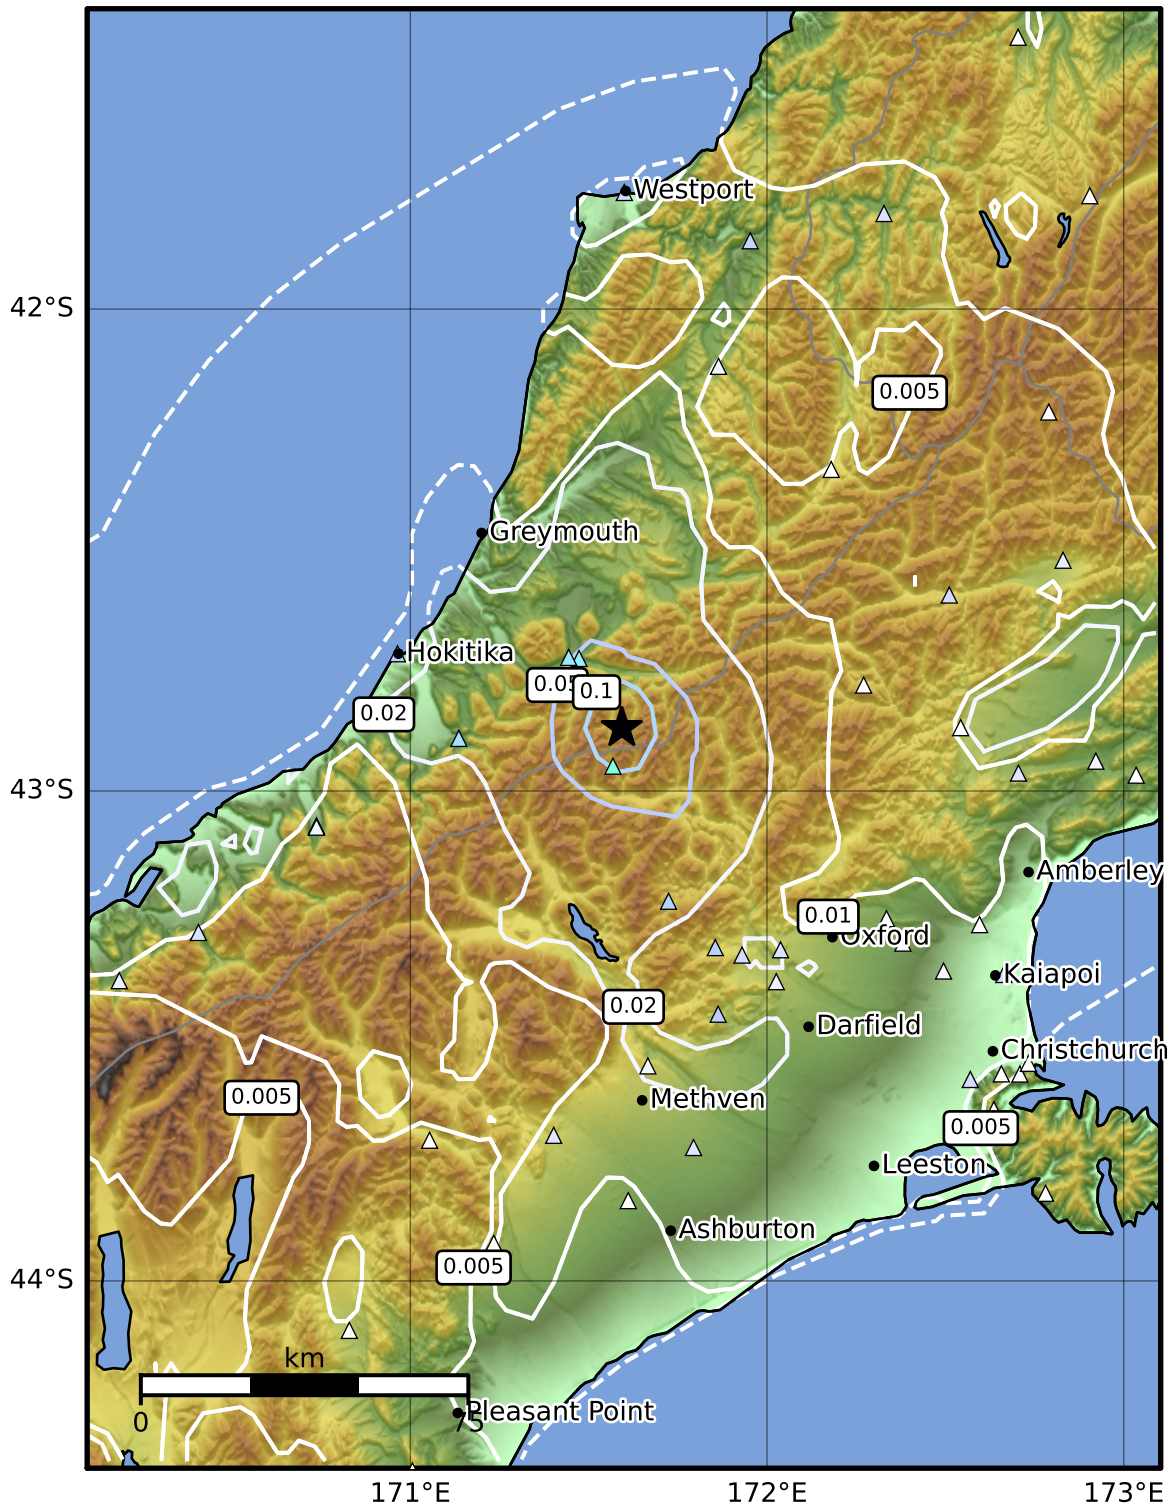 Westport
42°S
0.005
Greymouth
Hokitika
0.05
0.1
0.02
43°S
Amberley
0.01
Oxford
Kaiapoi
0.02
Darfield
Christchurch
0.005
Methven
0.005
Leeston
Ashburton
0.005
44°S
km
0
75
Pleasant Point
171°E
172°E
173°E